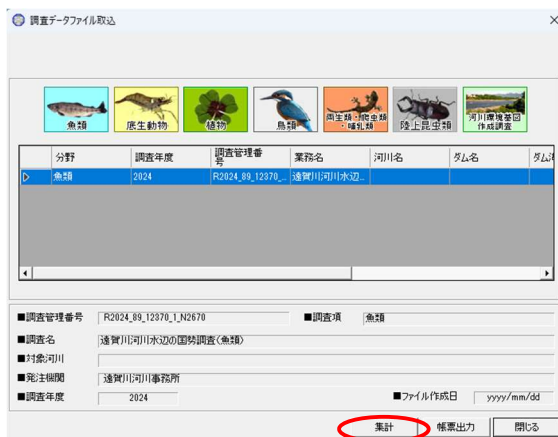 調査データファイル取込
魚類
底生動物
植物
鳥類
両生類・爬虫類・哺乳類
陸上昆虫類
河川環境基図作成調査
分野 調査年度 調査管理番号 業務名 河川名 ダム名
魚類 2024 R2024_89_12370_... 遠賀川河川水辺...
■調査管理番号 R2024_89_12370_1_N2670 ■調査項 魚類
■調査名 遠賀川河川水辺の国勢調査(魚類)
■対象河川
■発注機関 遠賀川河川事務所
■調査年度 2024 ■ファイル作成日 yyyy/mm/dd
集計 帳票出力 閉じる